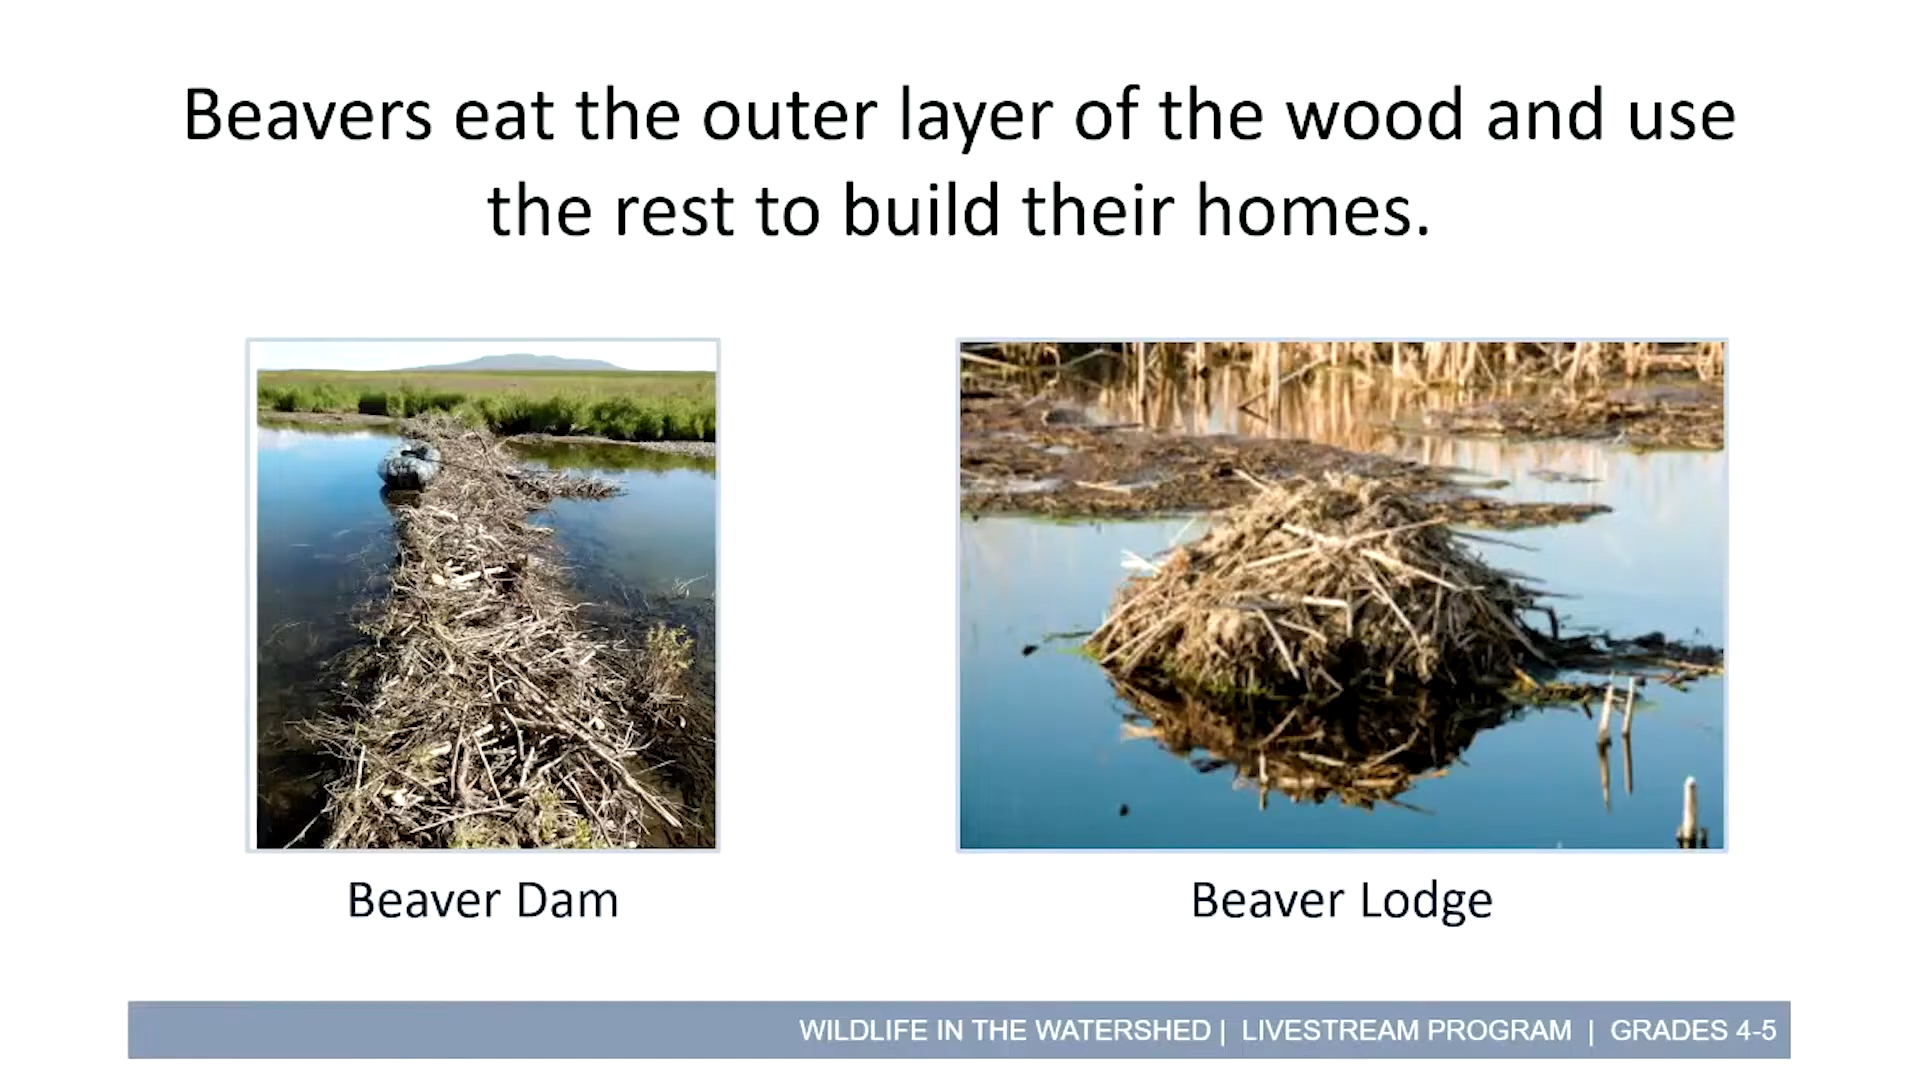 Beavers eat the outer layer of the wood and use
the rest to build their homes.
Beaver Dam
Beaver Lodge
WILDLIFE IN THE WATERSHED | LIVESTREAM PROGRAM | GRADES 4-5